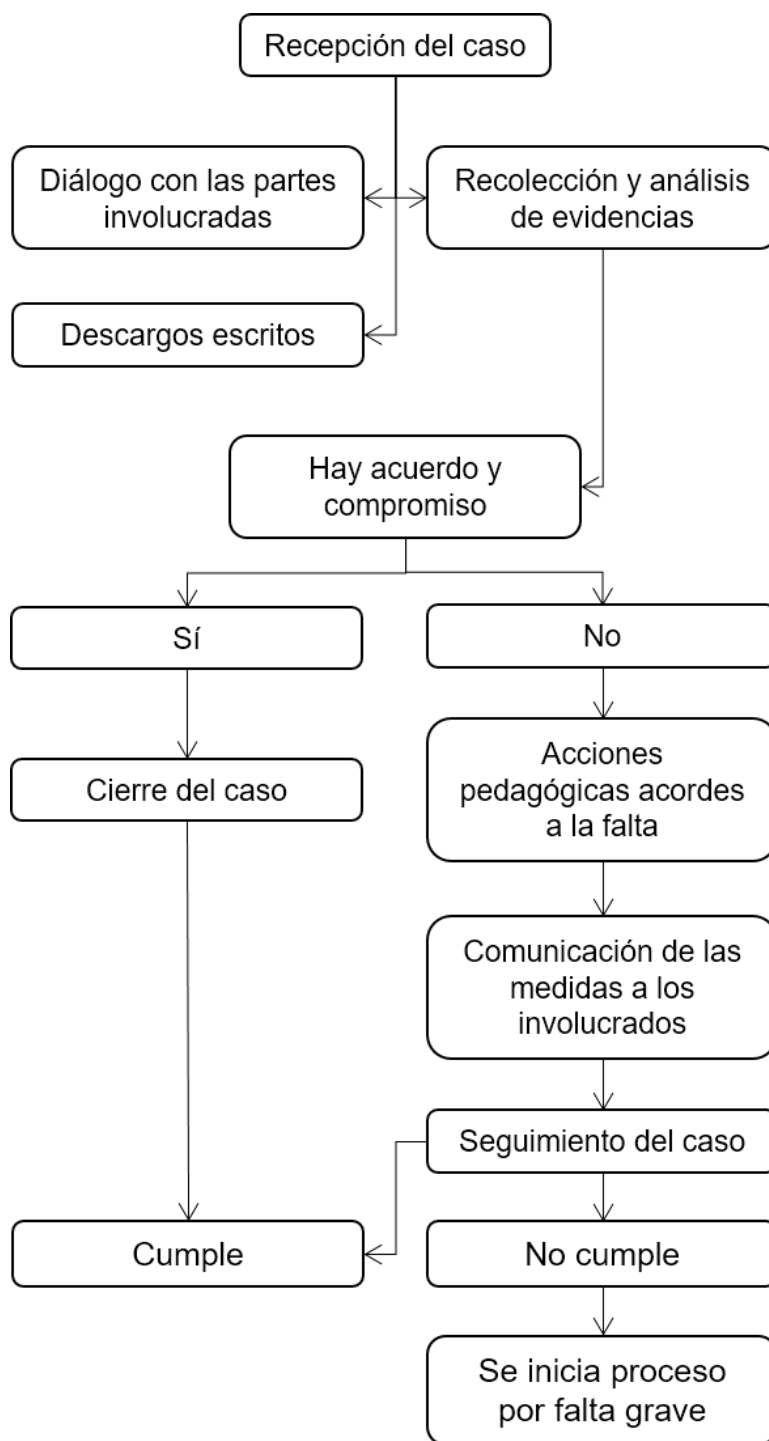 Recepción del caso
Diálogo con las partes
involucradas
Recolección y análisis
de evidencias
Descargos escritos
Hay acuerdo y
compromiso
Sí
No
Cierre del caso
Acciones
pedagógicas acordes
a la falta
Comunicación de las
medidas a los
involucrados
Seguimiento del caso
Cumple
No cumple
Se inicia proceso
por falta grave